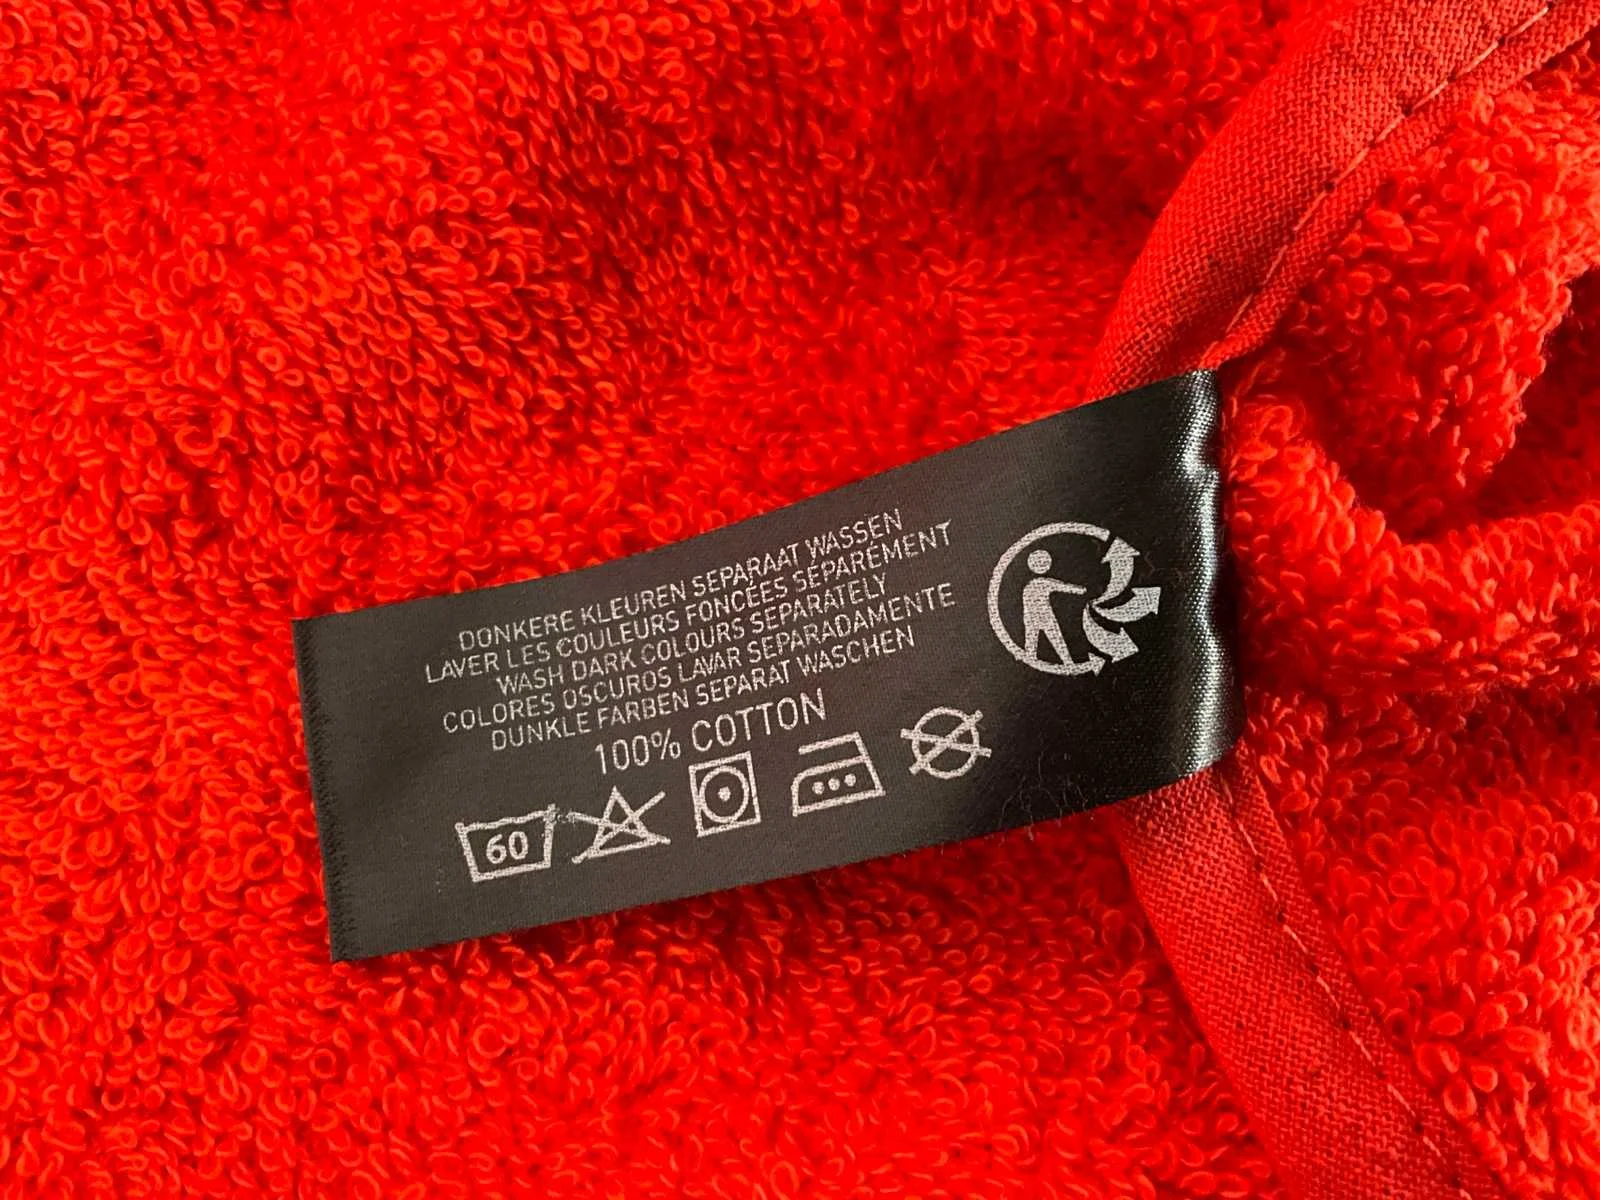 DONKERE KLEUREN SEPARAAT WASSEN
LAVER LES COULEURS FONCÉES SÉPARÉMENT
WASH DARK COLOURS SEPARATELY
COLORES OSCUROS LAVAR SEPARADAMENTE
DUNKLE FARBEN SEPARAT WASCHEN
100% COTTON
60